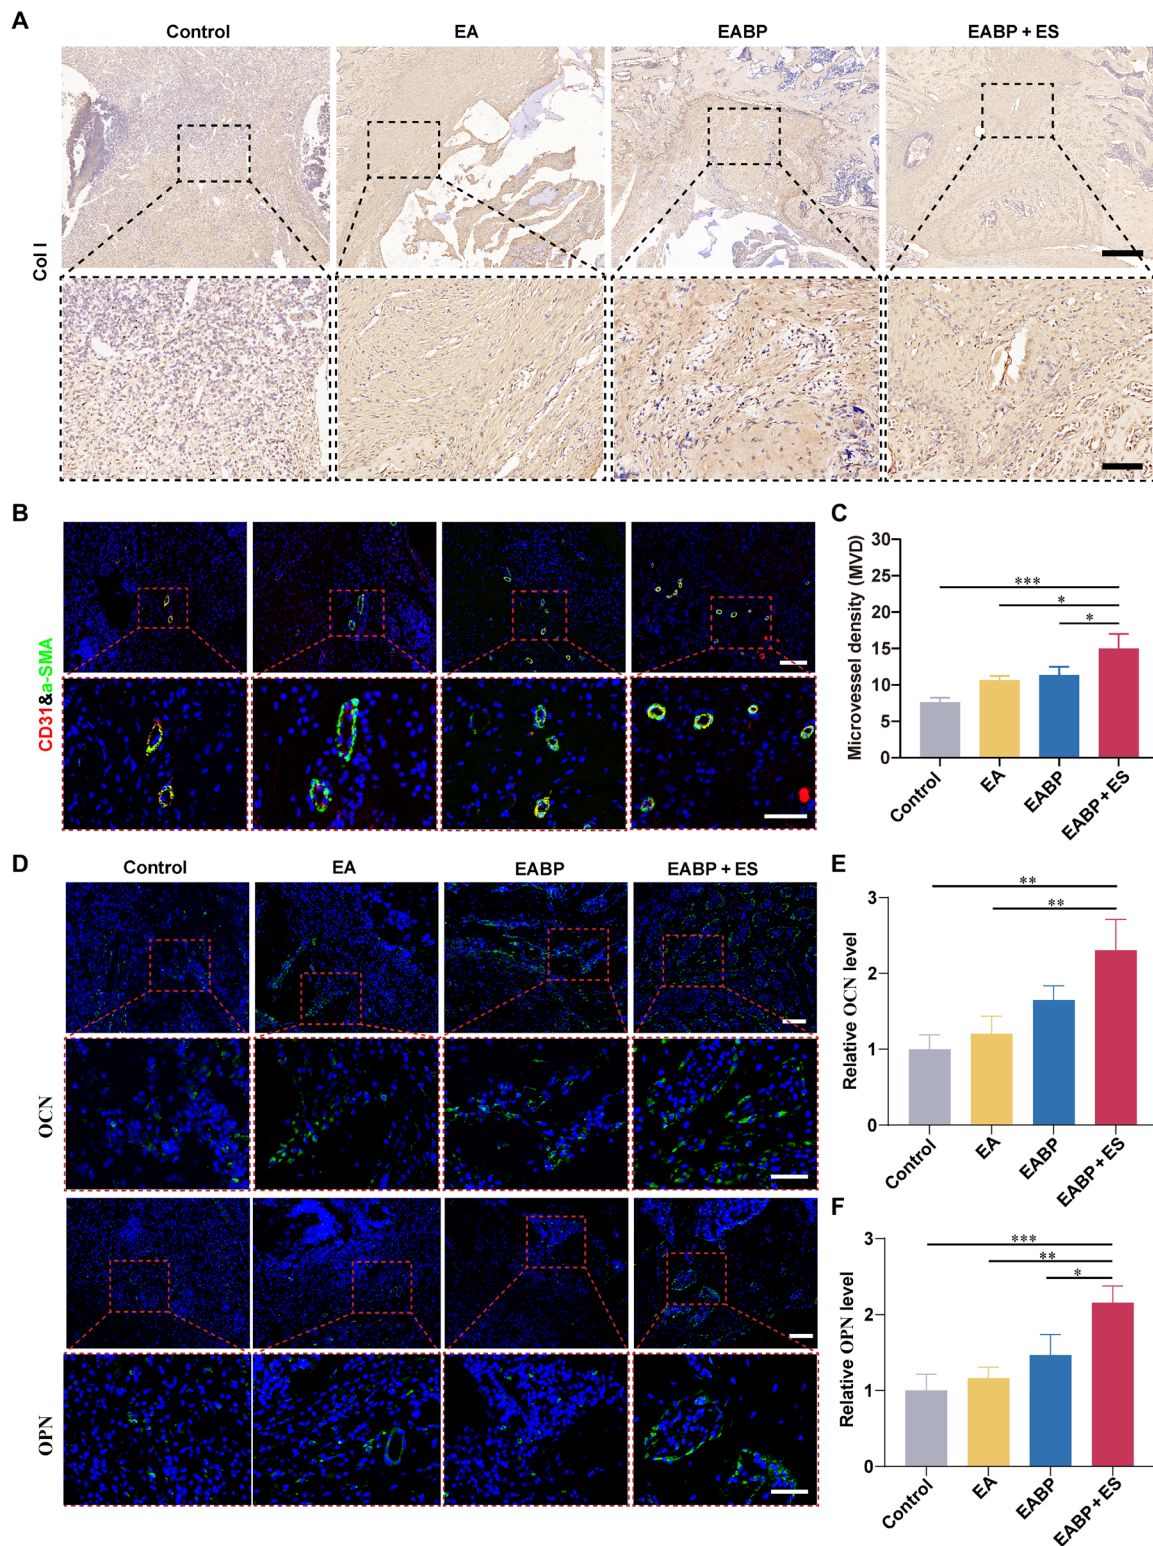 A
Control
EA
EABP
EABP + ES
Col I
B
CD31&a-SMA
C
Microvessel density (MVD)
30
25
20
15
10
5
0
***
*
*
Control
EA
EABP
EABP + ES
D
Control
EA
EABP
EABP + ES
OCN
OPN
E
Relative OCN level
3
2
1
0
**
**
Control
EA
EABP
EABP + ES
F
Relative OPN level
3
2
1
0
***
**
*
Control
EA
EABP
EABP + ES